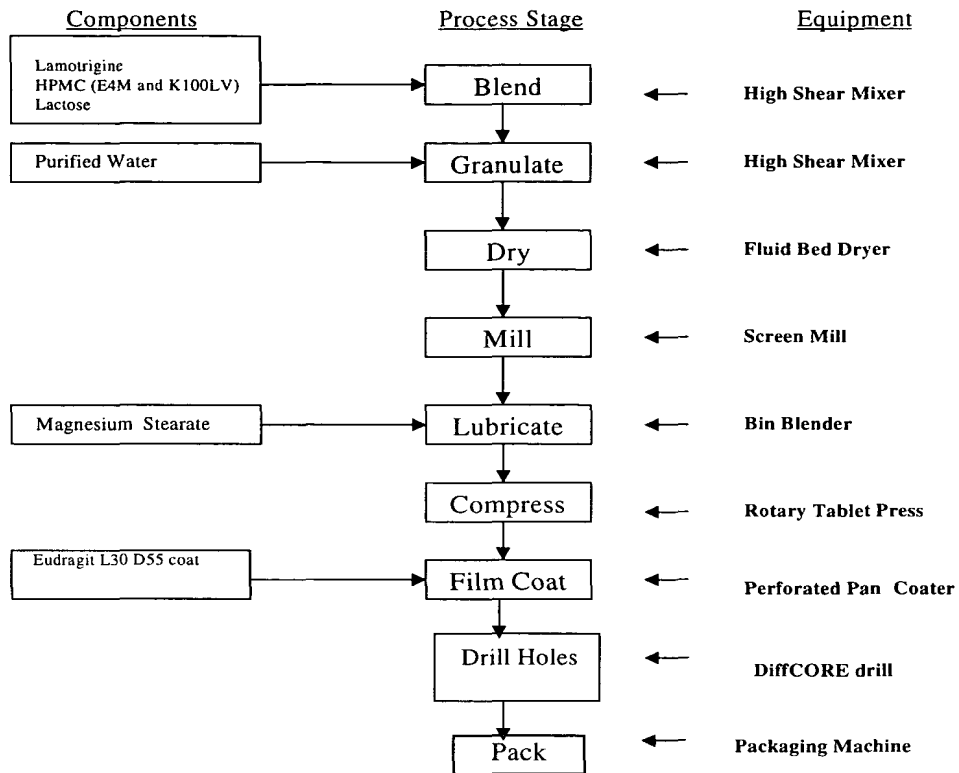 Components Process Stage Equipment
Lamotrigine
HPMC (E4M and K100LV)
Lactose
Blend
High Shear Mixer
Purified Water
Granulate
High Shear Mixer
Dry
Fluid Bed Dryer
Mill
Screen Mill
Magnesium Stearate
Lubricate
Bin Blender
Compress
Rotary Tablet Press
Eudragit L30 D55 coat
Film Coat
Perforated Pan Coater
Drill Holes
DiffCORE drill
Pack
Packaging Machine